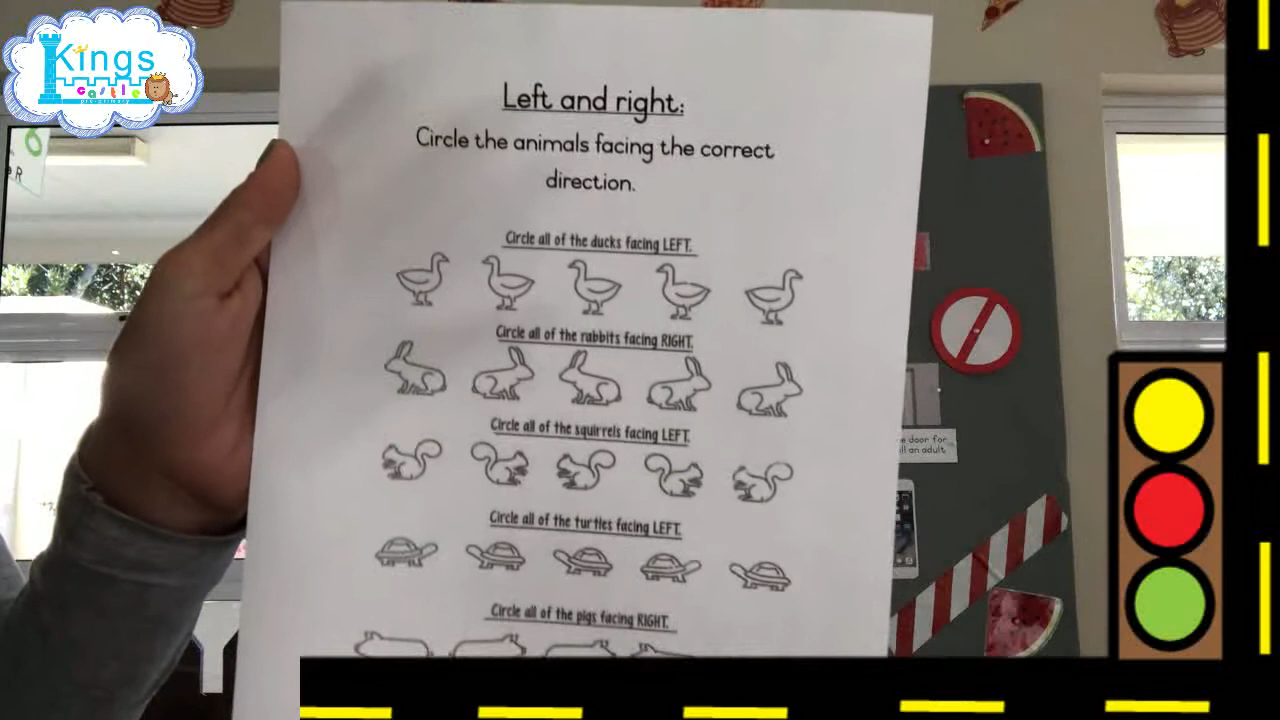 Kings
castle
pre-primary
6
Left and right:
Circle the animals facing the correct
direction.
Circle all of the ducks facing LEFT.
Circle all of the rabbits facing RIGHT.
Circle all of the squirrels facing LEFT.
Circle all of the turtles facing LEFT.
Circle all of the pigs facing RIGHT.
door for
an adult